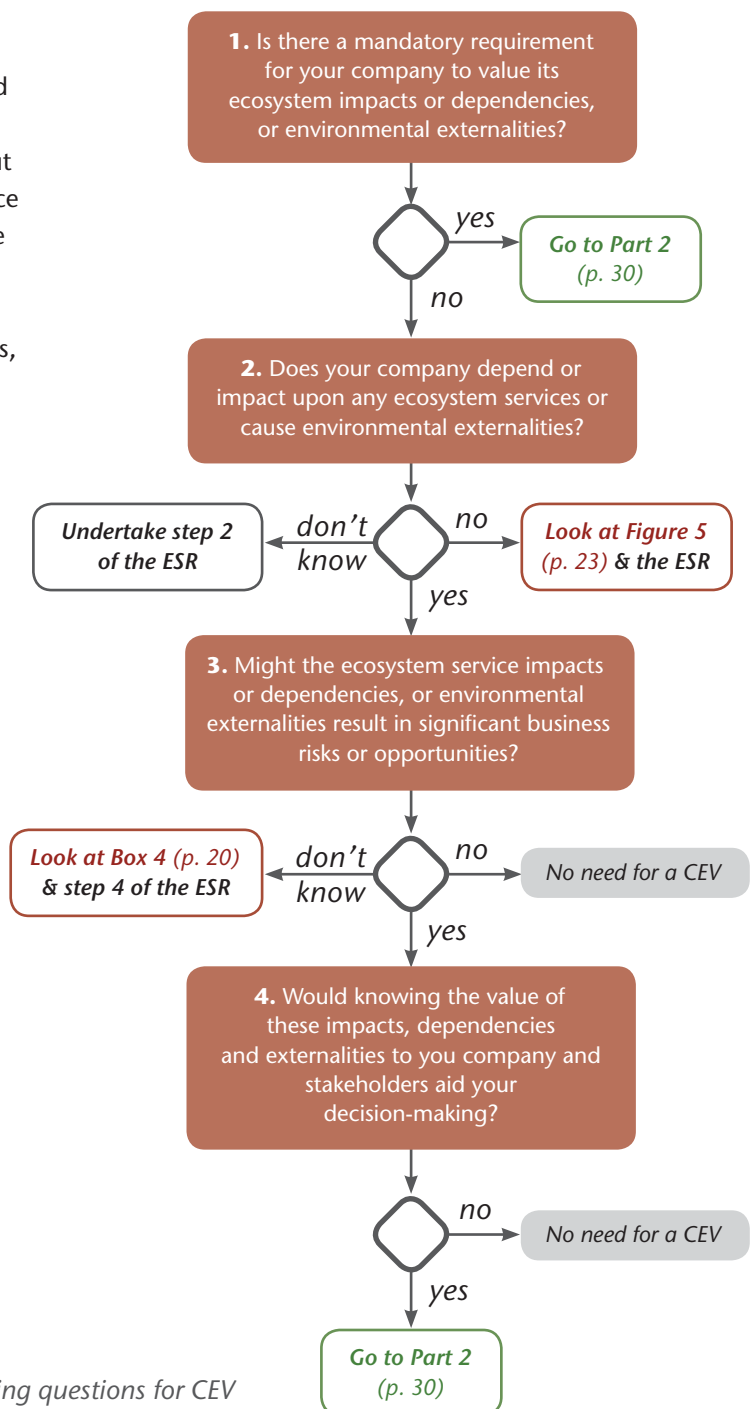 d
t
ce
e
s,
1. Is there a mandatory requirement
for your company to value its
ecosystem impacts or dependencies,
or environmental externalities?
yes
Go to Part 2
(p. 30)
no
2. Does your company depend or
impact upon any ecosystem services or
cause environmental externalities?
Undertake step 2
of the ESR
don't
know
no
Look at Figure 5
(p. 23) & the ESR
yes
3. Might the ecosystem service impacts
or dependencies, or environmental
externalities result in significant business
risks or opportunities?
Look at Box 4 (p. 20)
& step 4 of the ESR
don't
know
no
No need for a CEV
yes
4. Would knowing the value of
these impacts, dependencies
and externalities to you company and
stakeholders aid your
decision-making?
no
No need for a CEV
yes
Go to Part 2
(p. 30)
ing questions for CEV